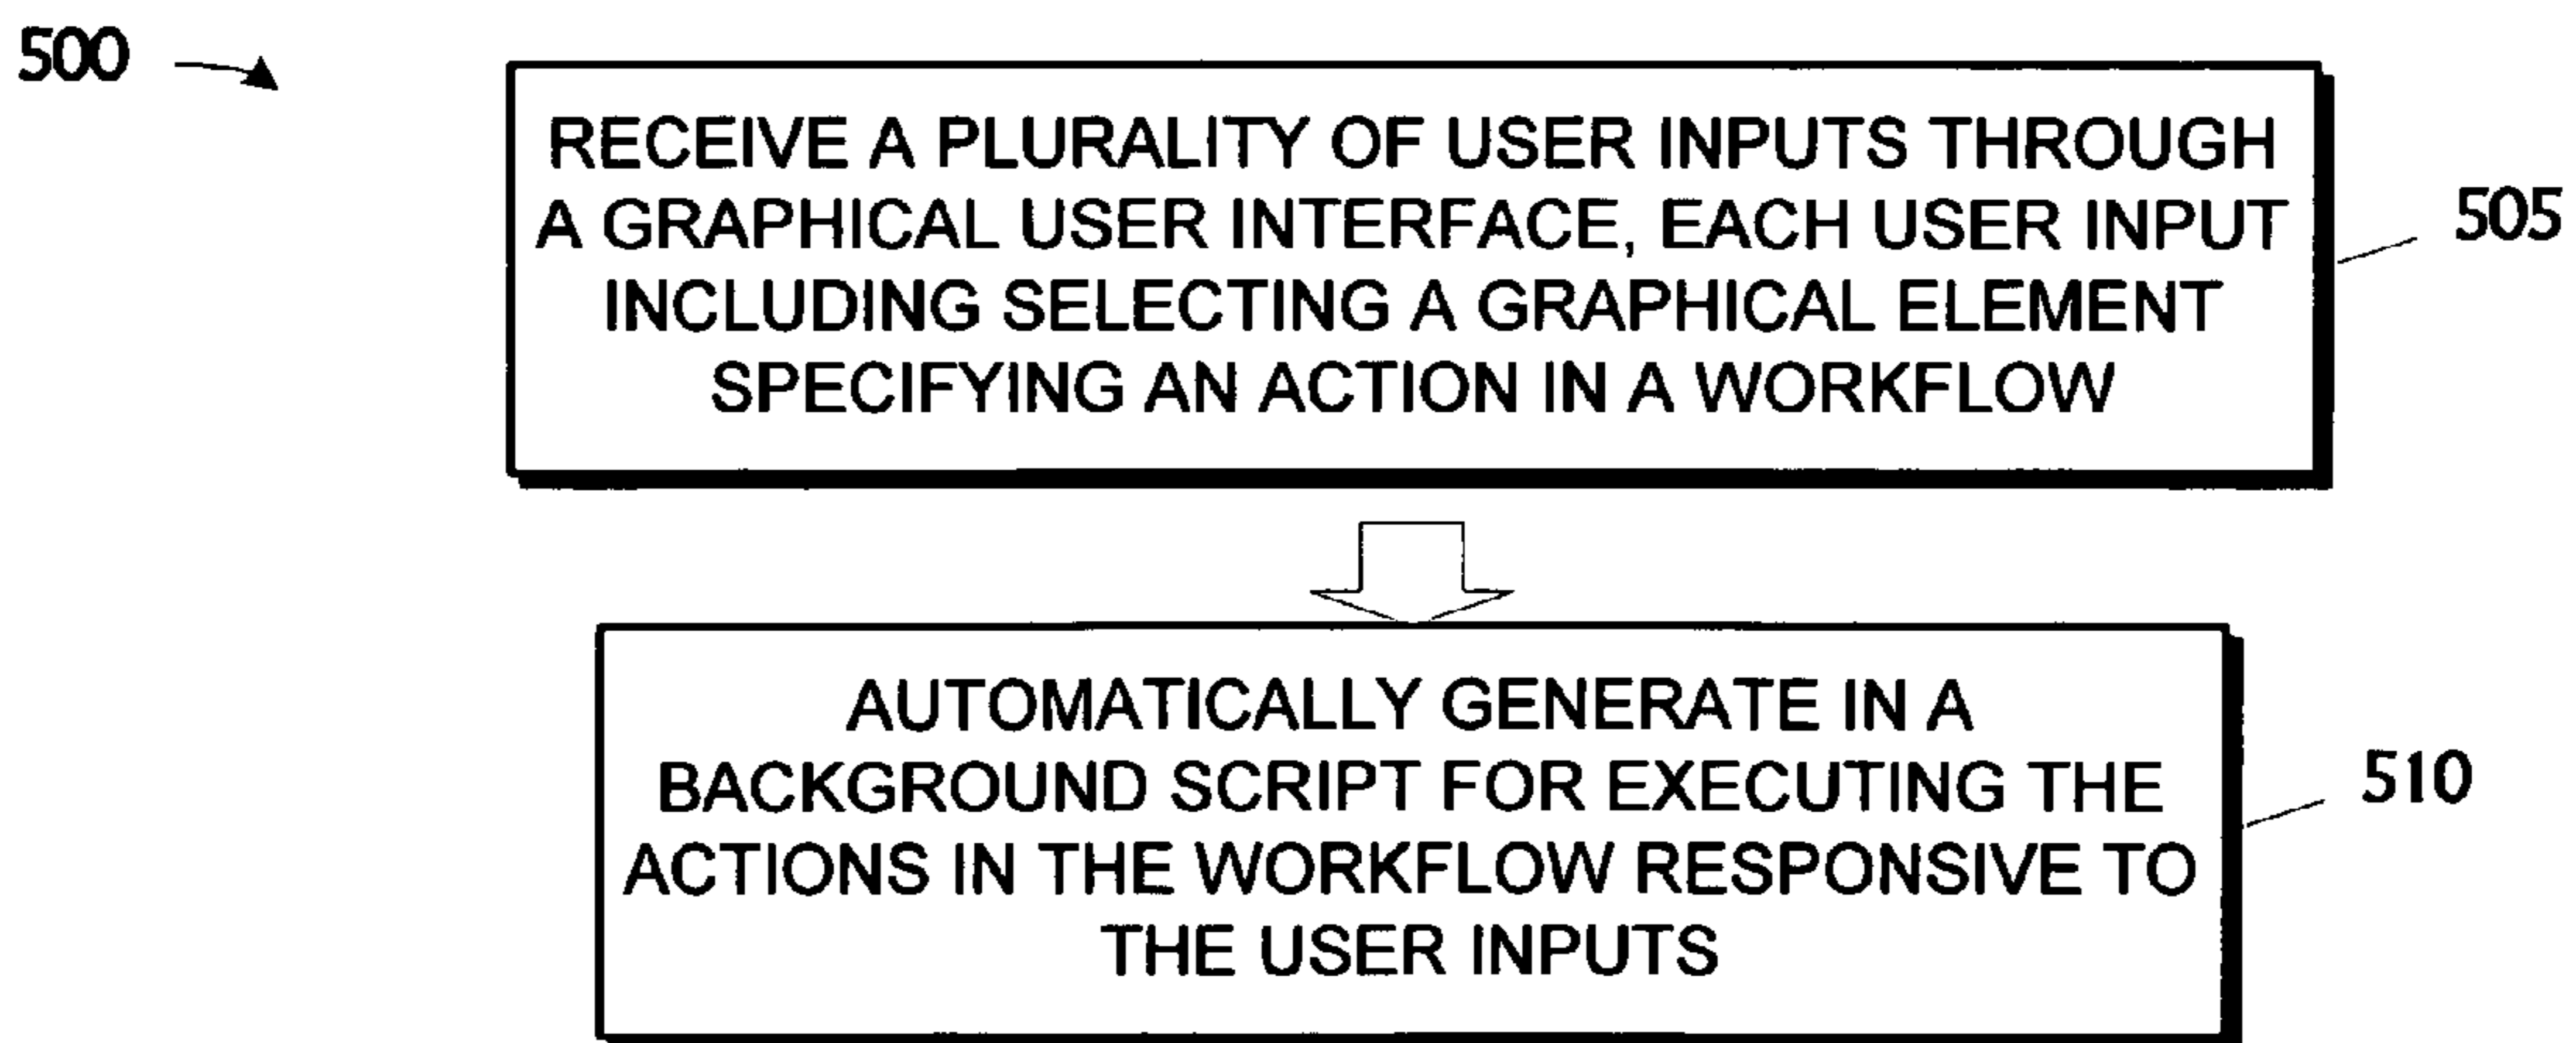 500
RECEIVE A PLURALITY OF USER INPUTS THROUGH
A GRAPHICAL USER INTERFACE, EACH USER INPUT
INCLUDING SELECTING A GRAPHICAL ELEMENT
SPECIFYING AN ACTION IN A WORKFLOW
505
AUTOMATICALLY GENERATE IN A
BACKGROUND SCRIPT FOR EXECUTING THE
ACTIONS IN THE WORKFLOW RESPONSIVE TO
THE USER INPUTS
510